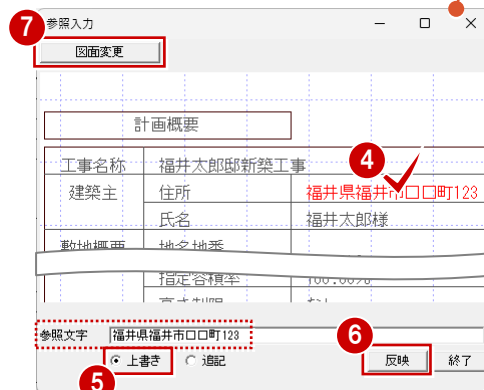 7
参照入力
図面変更
計画概要
工事名称 福井太郎邸新築工事
4
建築主 住所 福井県福井市口口町123
氏名 福井太郎様
敷地概要 地名地番
指定容積率 100.00%
高さ制限 なし
参照文字 福井県福井市口口町123
6
上書き 追記 反映 終了
5